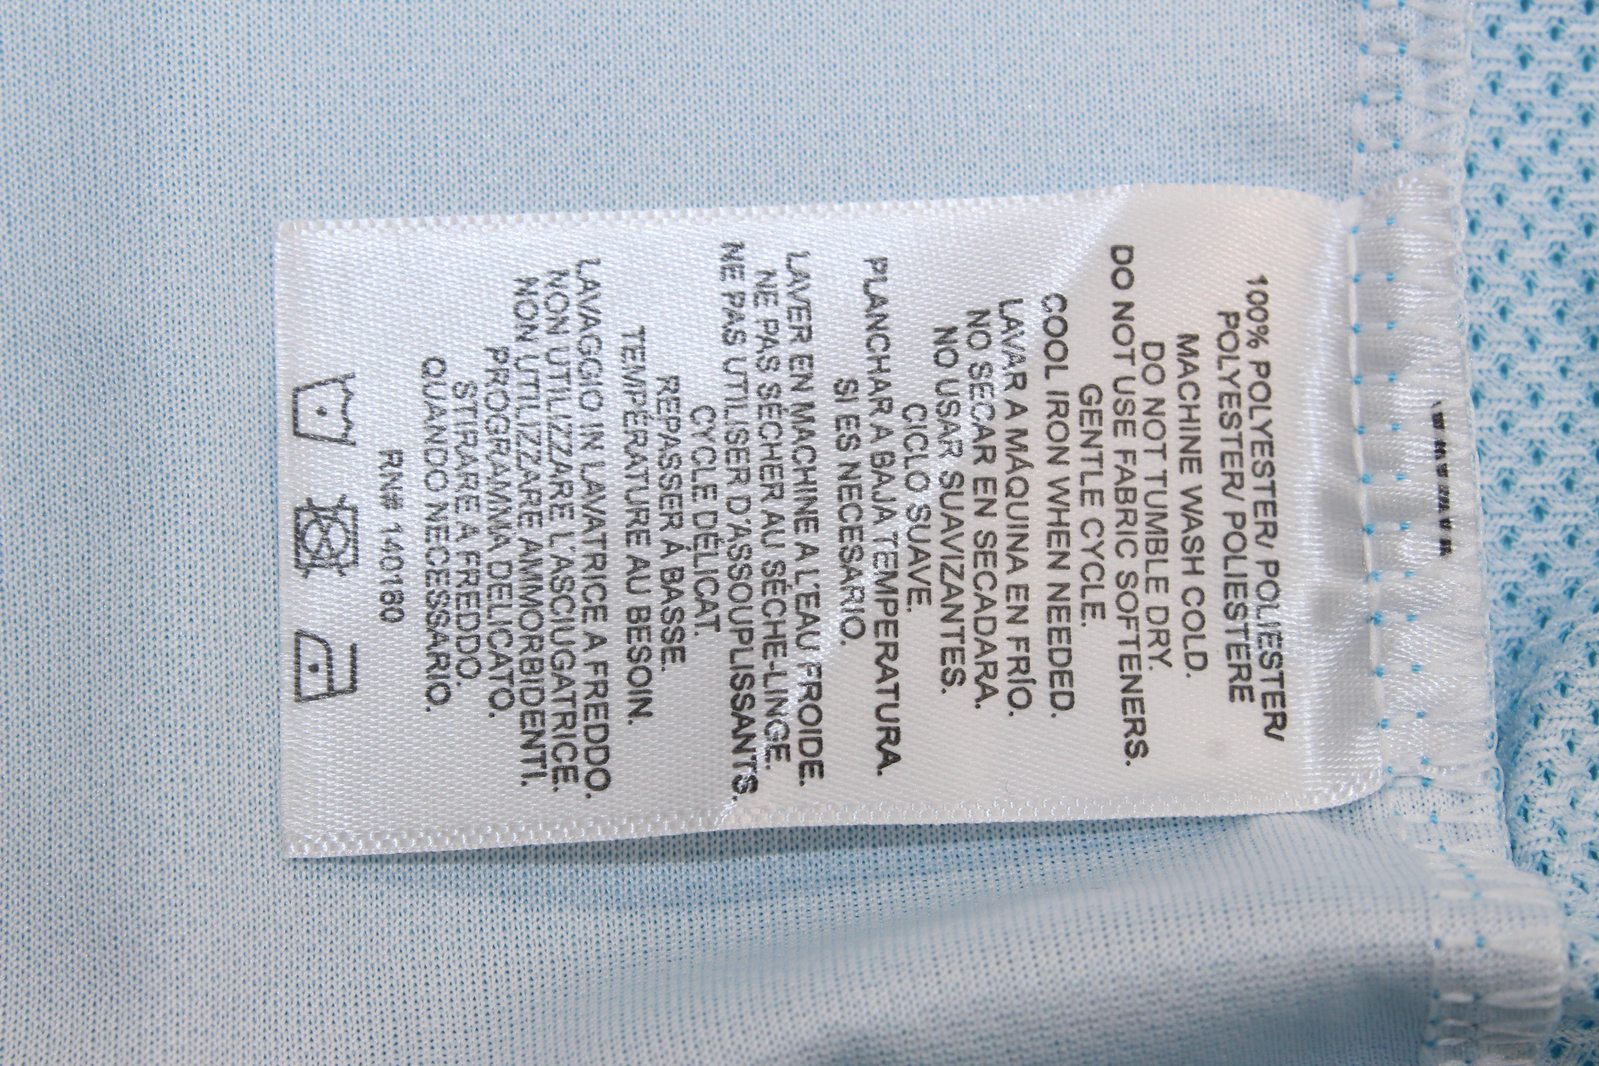 100% POLYESTER/ POLIESTER/
POLYESTER/ POLIESTERE
MACHINE WASH COLD.
DO NOT TUMBLE DRY.
DO NOT USE FABRIC SOFTENERS.
GENTLE CYCLE.
COOL IRON WHEN NEEDED.
LAVAR A MÁQUINA EN FRÍO.
NO SECAR EN SECADARA.
NO USAR SUAVIZANTES.
CICLO SUAVE.
PLANCHAR A BAJA TEMPERATURA.
SI ES NECESARIO.
LAVER EN MACHINE A L'EAU FROIDE.
NE PAS SÉCHER AU SÈCHE-LINGE.
NE PAS UTILISER D'ASSOUPLISSANTS.
CYCLE DÉLICAT.
REPASSER À BASSE.
TEMPÉRATURE AU BESOIN.
LAVAGGIO IN LAVATRICE A FREDDO.
NON UTILIZZARE L'ASCIUGATRICE.
NON UTILIZZARE AMMORBIDENTI.
PROGRAMMA DELICATO.
STIRARE A FREDDO.
QUANDO NECESSARIO.
RN# 140180